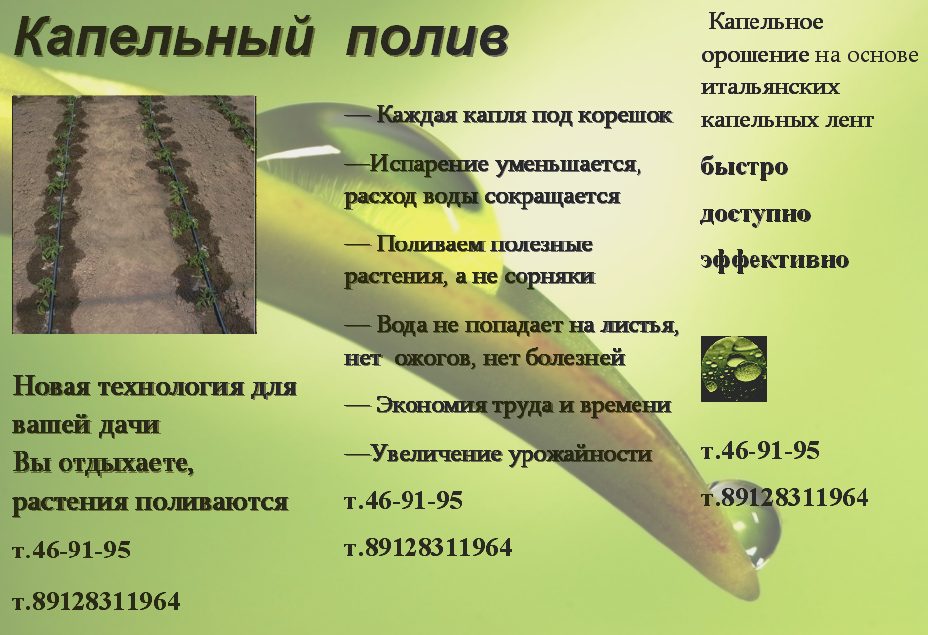 Капельный полив
Новая технология для
вашей дачи
Вы отдыхаете,
растения поливаются
т.46-91-95
т.89128311964
— Каждая капля под корешок
—Испарение уменьшается,
расход воды сокращается
— Поливаем полезные
растения, а не сорняки
— Вода не попадает на листья,
нет ожогов, нет болезней
— Экономия труда и времени
—Увеличение урожайности
т.46-91-95
т.89128311964
Капельное
орошение на основе
итальянских
капельных лент
быстро
доступно
эффективно
т.46-91-95
т.89128311964